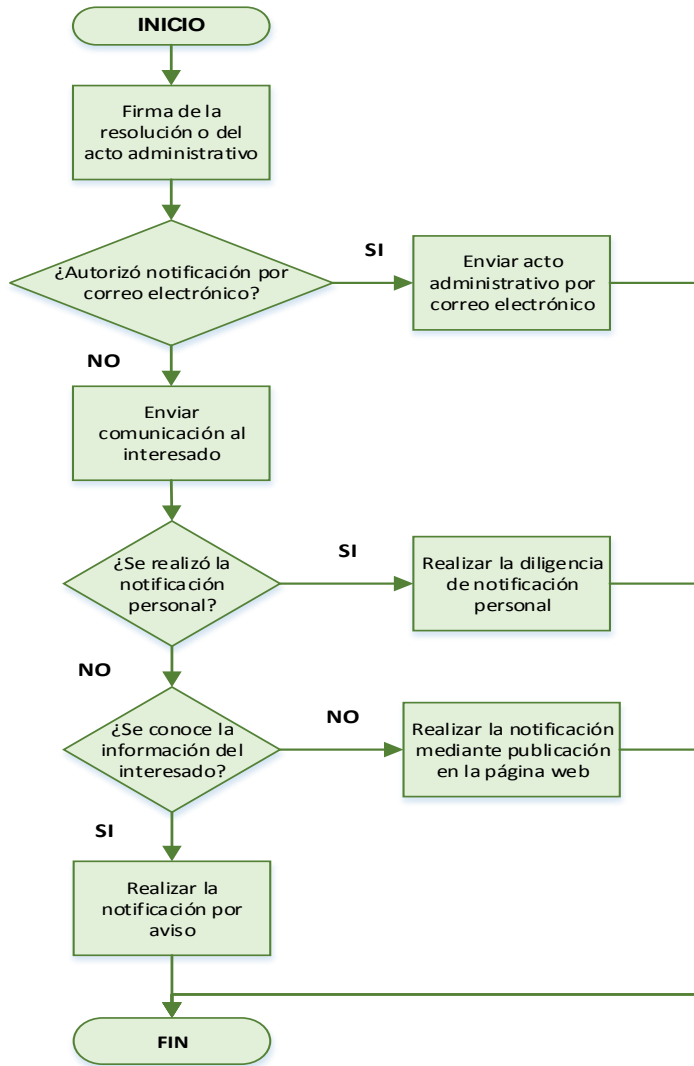 INICIO
Firma de la
resolución o del
acto administrativo
¿Autorizó notificación por
correo electrónico?
SI
Enviar acto
administrativo por
correo electrónico
NO
Enviar
comunicación al
interesado
¿Se realizó la
notificación
personal?
SI
Realizar la diligencia
de notificación
personal
NO
¿Se conoce la
información del
interesado?
NO
Realizar la notificación
mediante publicación
en la página web
SI
Realizar la
notificación por
aviso
FIN